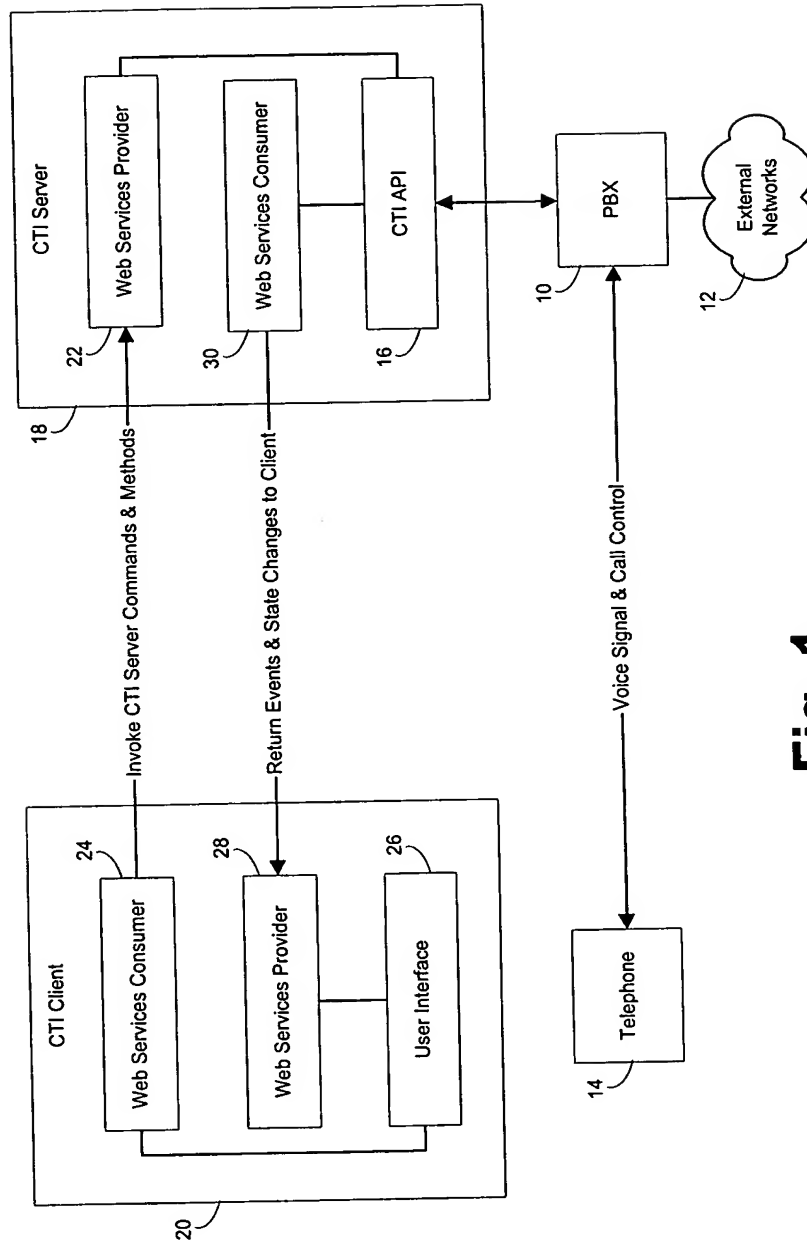 CTI Client
24
Web Services Consumer
28
Web Services Provider
26
User Interface
20
Invoke CTI Server Commands & Methods
Return Events & State Changes to Client
CTI Server
22
Web Services Provider
30
Web Services Consumer
16
CTI API
18
Telephone
14
Voice Signal & Call Control
10
PBX
12
External
Networks
Fig. 1